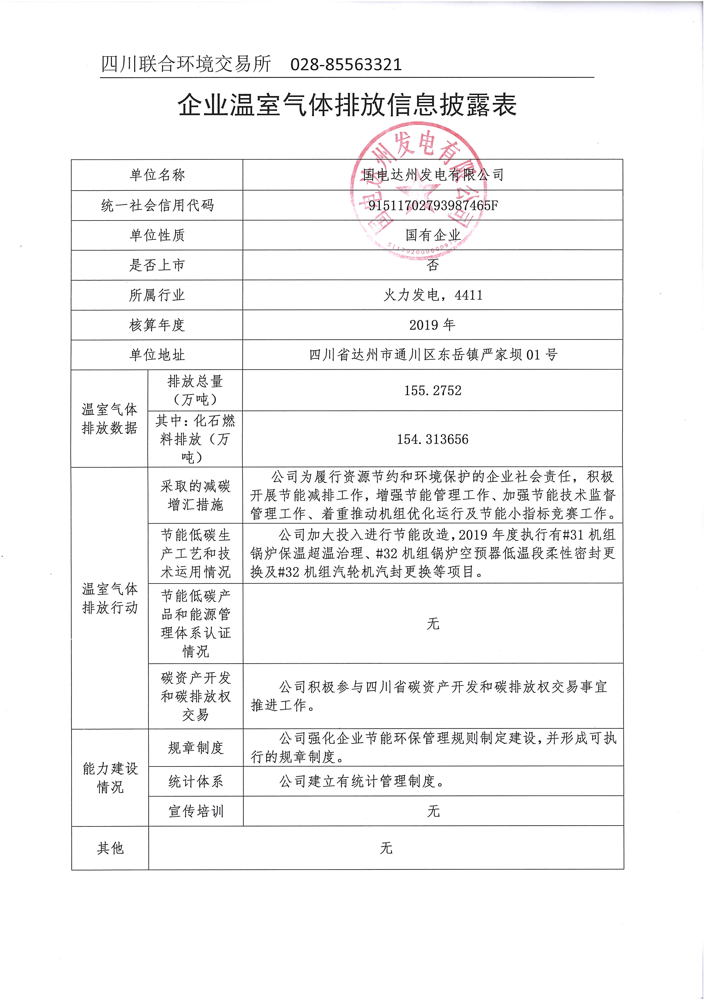 四川联合环境交易所 028-85563321
企业温室气体排放信息披露表
国电达州发电有限公司
单位名称
国电达州发电有限公司
统一社会信用代码
91511702793987465F
单位性质
国有企业
是否上市
否
所属行业
火力发电，4411
核算年度
2019 年
单位地址
四川省达州市通川区东岳镇严家坝 01 号
温室气体
排放数据
排放总量
（万吨）
155.2752
其中：化石燃
料排放（万
吨）
154.313656
温室气体
排放行动
采取的减碳
增汇措施
公司为履行资源节约和环境保护的企业社会责任，积极
开展节能减排工作，增强节能管理工作、加强节能技术监督
管理工作、着重推动机组优化运行及节能小指标竞赛工作。
节能低碳生
产工艺和技
术运用情况
公司加大投入进行节能改造，2019 年度执行有#31 机组
锅炉保温超温治理、#32 机组锅炉空预器低温段柔性密封更
换及#32 机组汽轮机汽封更换等项目。
节能低碳产
品和能源管
理体系认证
情况
无
碳资产开发
和碳排放权
交易
公司积极参与四川省碳资产开发和碳排放权交易事宜
推进工作。
能力建设
情况
规章制度
公司强化企业节能环保管理规则制定建设，并形成可执
行的规章制度。
统计体系
公司建立有统计管理制度。
宣传培训
无
其他
无